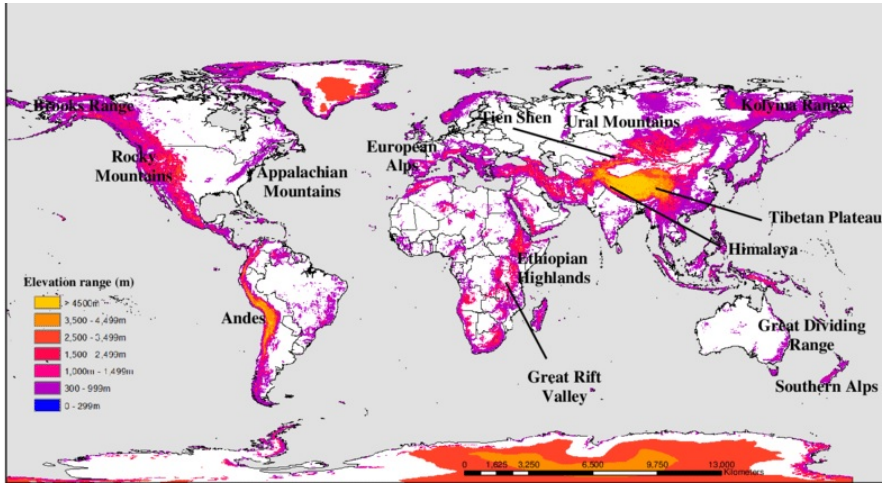 Brooks Range
Kolyma Range
Tien Shen
Ural Mountains
Rocky
Mountains
European
Alps
Appalachian
Mountains
Tibetan Plateau
Himalaya
Ethiopian
Highlands
Elevation range (m)
> 4500m
3,500 - 4,499m
2,500 - 3,499m
1,500 - 2,499m
1,000m - 1,499m
300 - 999m
0 - 299m
Andes
Great Dividing
Range
Great Rift
Valley
Southern Alps
0 1,625 3,250 6,500 9,750 13,000
Kilometers